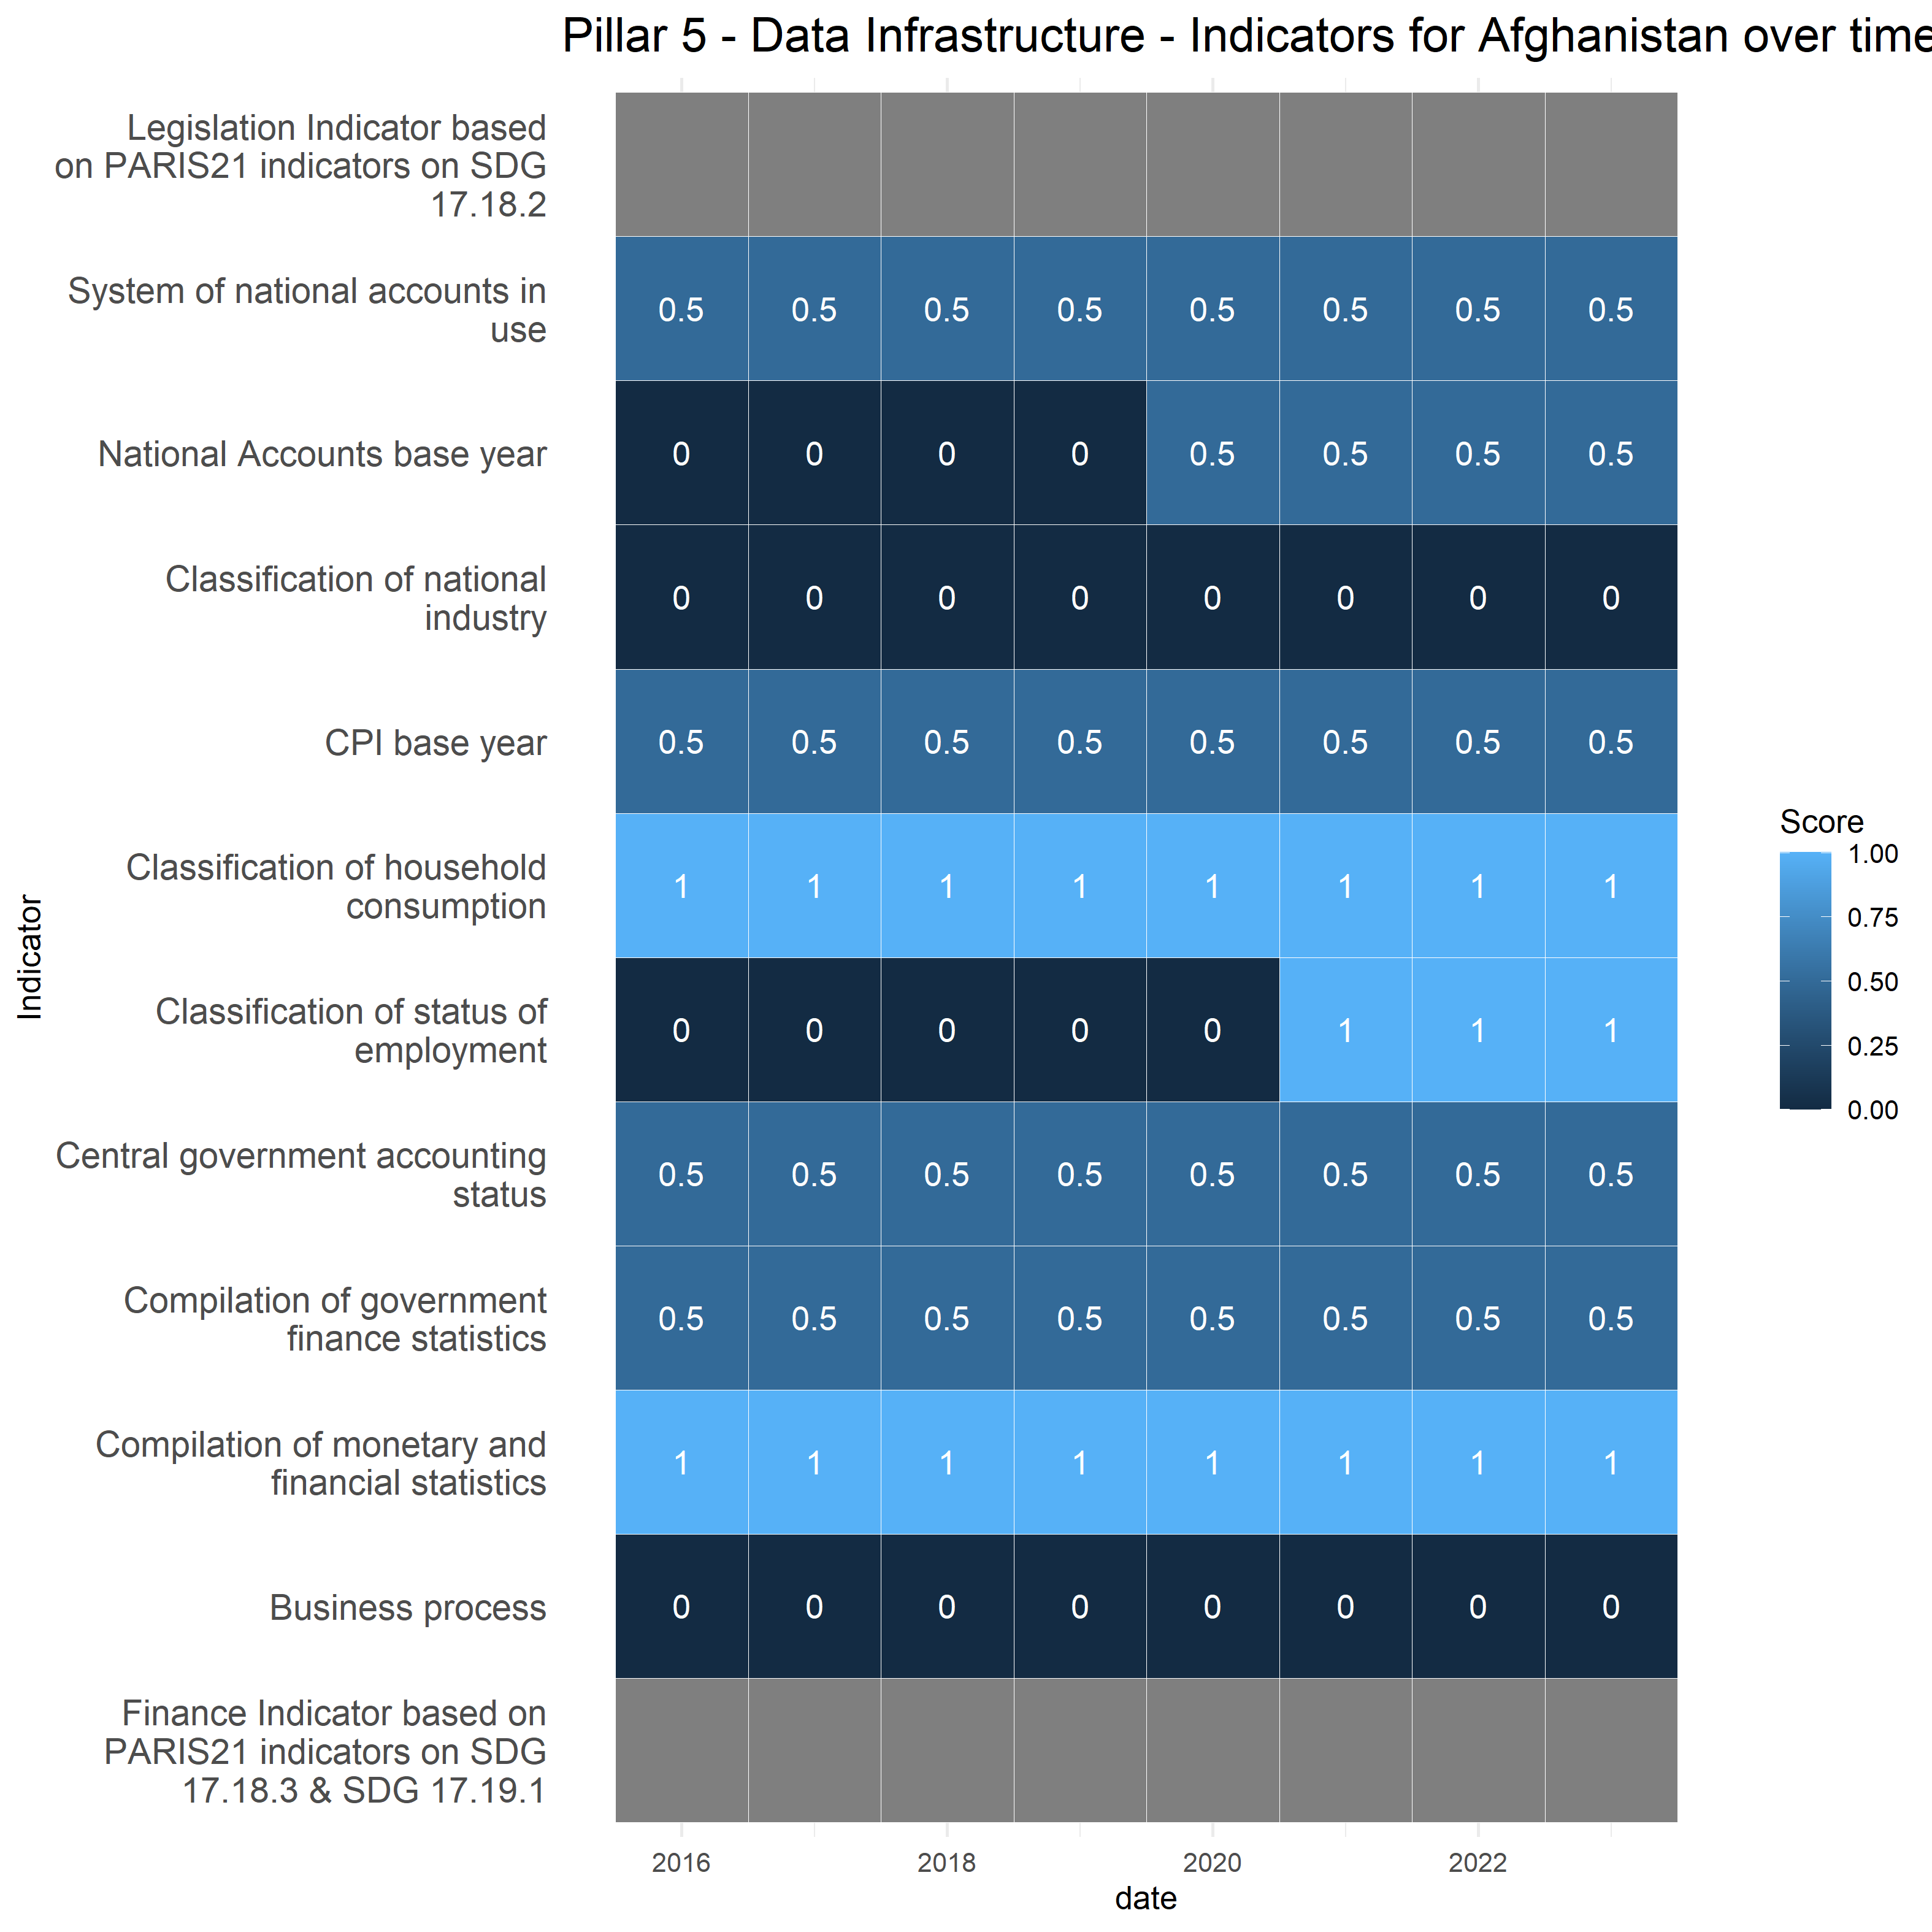 Pillar 5 - Data Infrastructure - Indicators for Afghanistan over time
Legislation Indicator based
on PARIS21 indicators on SDG
17.18.2
System of national accounts in
use
0.5 0.5 0.5 0.5 0.5 0.5 0.5 0.5
National Accounts base year
0 0 0 0 0.5 0.5 0.5 0.5
Classification of national
industry
0 0 0 0 0 0 0 0
CPI base year
0.5 0.5 0.5 0.5 0.5 0.5 0.5 0.5
Classification of household
consumption
1 1 1 1 1 1 1 1
Classification of status of
employment
0 0 0 0 0 1 1 1
Central government accounting
status
0.5 0.5 0.5 0.5 0.5 0.5 0.5 0.5
Compilation of government
finance statistics
0.5 0.5 0.5 0.5 0.5 0.5 0.5 0.5
Compilation of monetary and
financial statistics
1 1 1 1 1 1 1 1
Business process
0 0 0 0 0 0 0 0
Finance Indicator based on
PARIS21 indicators on SDG
17.18.3 & SDG 17.19.1
2016 2018 2020 2022
date
Indicator
Score
1.00
0.75
0.50
0.25
0.00